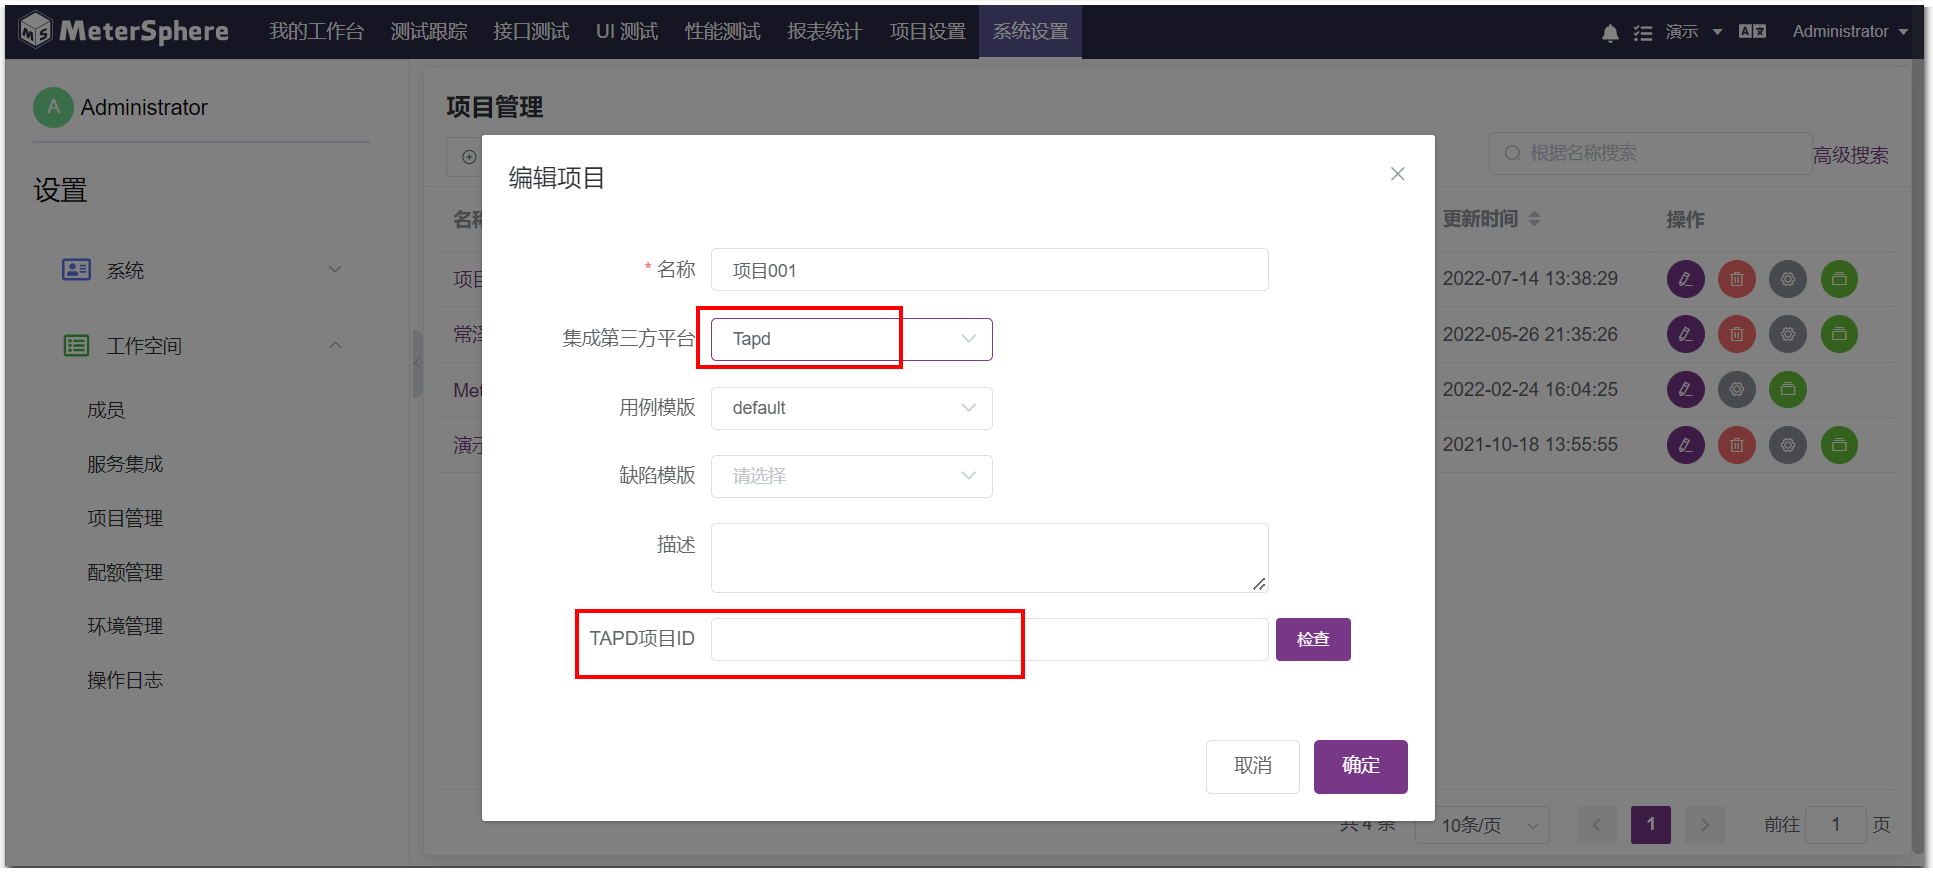 MeterSphere 我的工作台 测试跟踪 接口测试 UI 测试 性能测试 报表统计 项目设置 系统设置 演示 Administrator
A Administrator
设置
系统
工作空间
成员
服务集成
项目管理
配额管理
环境管理
操作日志
项目管理
根据名称搜索 高级搜索
更新时间 操作
2022-07-14 13:38:29
2022-05-26 21:35:26
2022-02-24 16:04:25
2021-10-18 13:55:55
编辑项目
* 名称 项目001
集成第三方平台 Tapd
用例模版 default
缺陷模版 请选择
描述
TAPD项目ID 检查
取消 确定
共 4 条 10条/页 1 前往 1 页